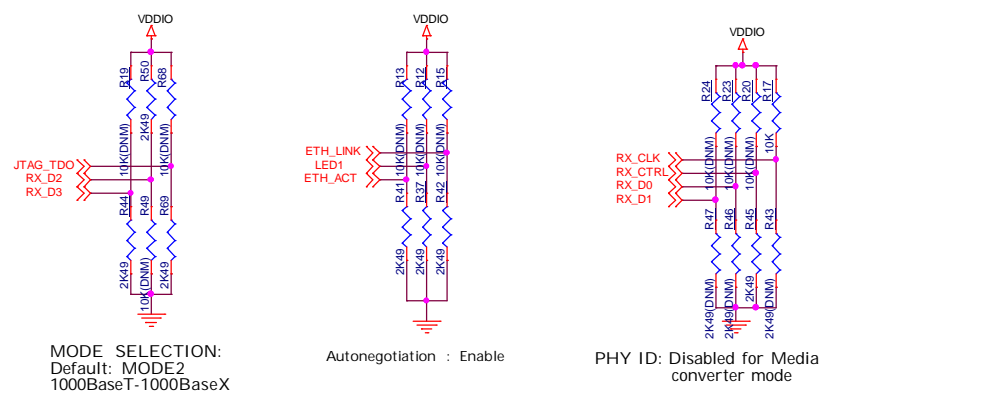 VDDIO
R19
R50
R68
10K(DNM)
2K49
10K(DNM)
JTAG_TDO
RX_D2
RX_D3
R44
R49
R69
2K49
10K(DNM)
2K49
MODE SELECTION:
Default: MODE2
1000BaseT-1000BaseX
VDDIO
R13
R12
R15
10K(DNM)
10K(DNM)
10K(DNM)
ETH_LINK
LED1
ETH_ACT
R41
R37
R42
2K49
2K49
2K49
Autonegotiation : Enable
VDDIO
R24
R23
R20
R17
10K(DNM)
10K(DNM)
10K(DNM)
10K
RX_CLK
RX_CTRL
RX_D0
RX_D1
R47
R46
R45
R43
2K49(DNM)
2K49(DNM)
2K49
2K49(DNM)
PHY ID: Disabled for Media
converter mode